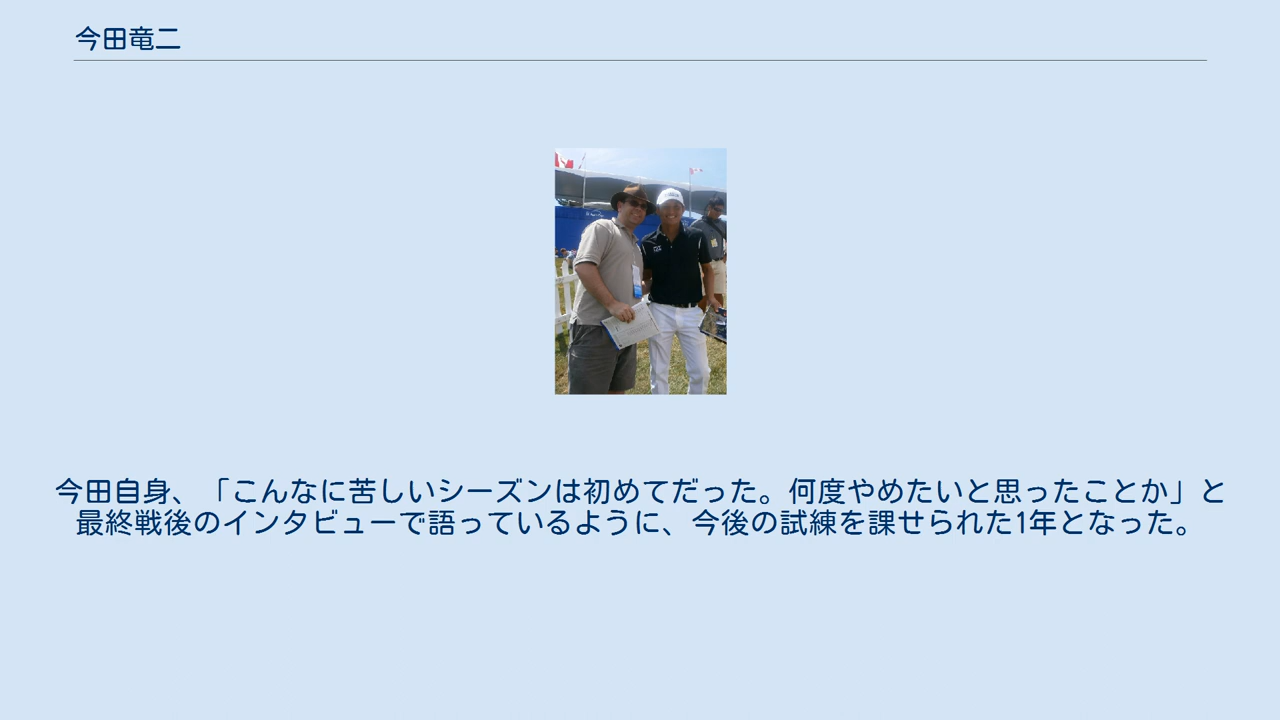 今田竜二
今田自身、「こんなに苦しいシーズンは初めてだった。何度やめたいと思ったことか」と
最終戦後のインタビューで語っているように、今後の試練を課せられた1年となった。